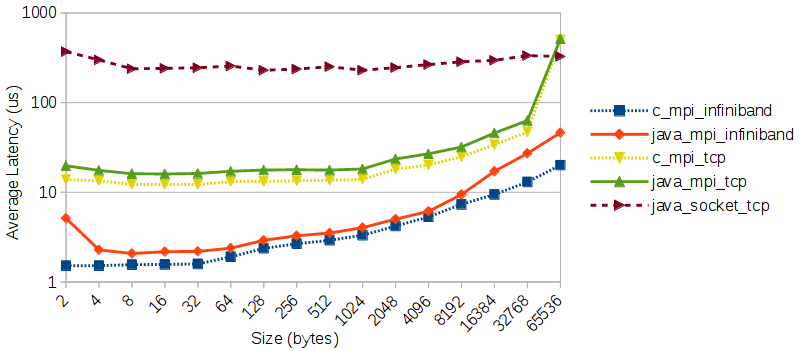 1000
100
10
1
Average Latency (us)
2
4
8
16
32
64
128
256
512
1024
2048
4096
8192
16384
32768
65536
Size (bytes)
c_mpi_infiniband
java_mpi_infiniband
c_mpi_tcp
java_mpi_tcp
java_socket_tcp